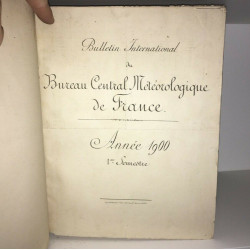 Bulletin International
du
Bureau Central Météorologique
de France
Année 1900
1er Semestre